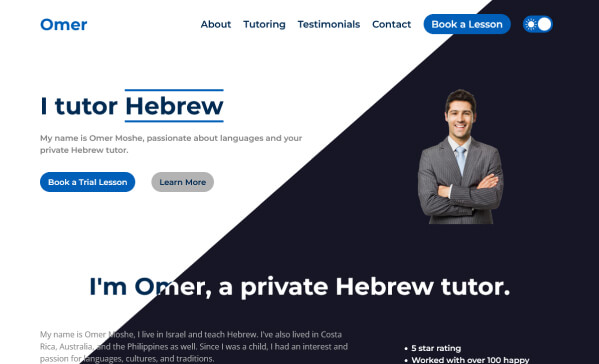 Omer
About Tutoring Testimonials Contact Book a Lesson
I tutor Hebrew
My name is Omer Moshe, passionate about languages and your
private Hebrew tutor.
Book a Trial Lesson Learn More
I'm Omer, a private Hebrew tutor.
My name is Omer Moshe, I live in Israel and teach Hebrew. I've also lived in Costa
Rica, Australia, and the Philippines as well. Since I was a child, I had an interest and
passion for languages, cultures, and traditions.
• 5 star rating
• Worked with over 100 happy